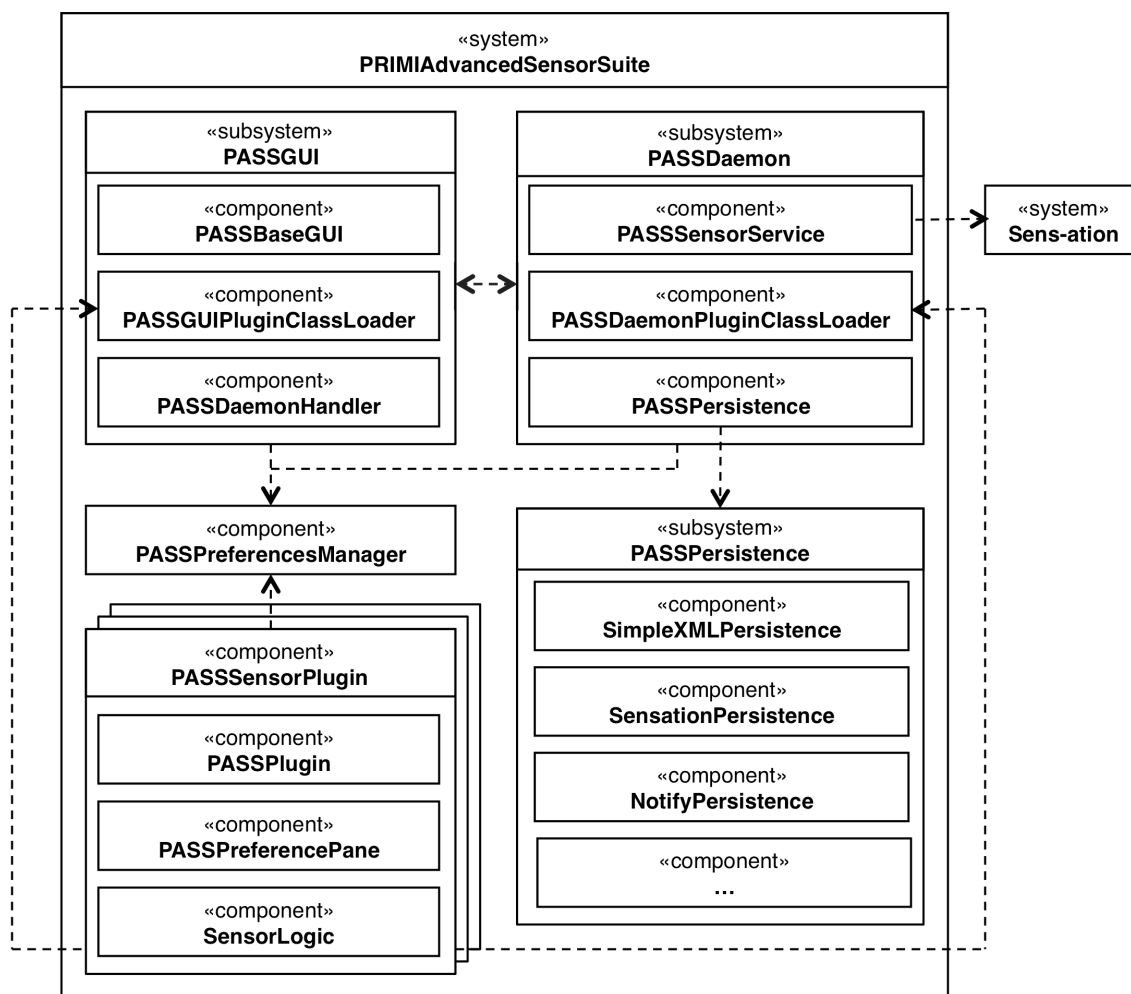 «system»
PRIMIAdvancedSensorSuite
«subsystem»
PASSGUI
«component»
PASSBaseGUI
«component»
PASSGUIPluginClassLoader
«component»
PASSDaemonHandler
«subsystem»
PASSDaemon
«component»
PASSSensorService
«component»
PASSDaemonPluginClassLoader
«component»
PASSPersistence
«system»
Sens-ation
«component»
PASSPreferencesManager
«component»
PASSSensorPlugin
«component»
PASSPlugin
«component»
PASSPreferencePane
«component»
SensorLogic
«subsystem»
PASSPersistence
«component»
SimpleXMLPersistence
«component»
SensationPersistence
«component»
NotifyPersistence
«component»
...